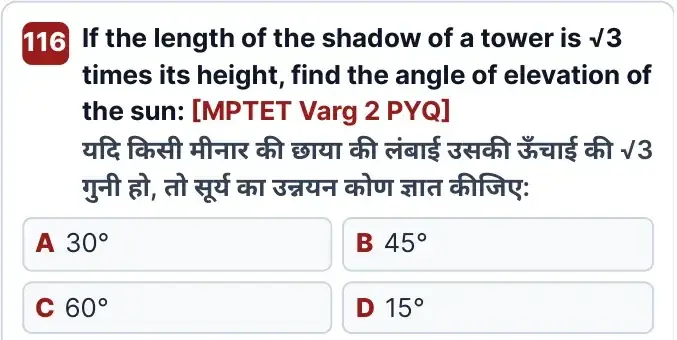 116 If the length of the shadow of a tower is √3
times its height, find the angle of elevation of
the sun: [MPTET Varg 2 PYQ]
यदि किसी मीनार की छाया की लंबाई उसकी ऊँचाई की √3
गुनी हो, तो सूर्य का उन्नयन कोण ज्ञात कीजिए:
A 30° B 45°
C 60° D 15°